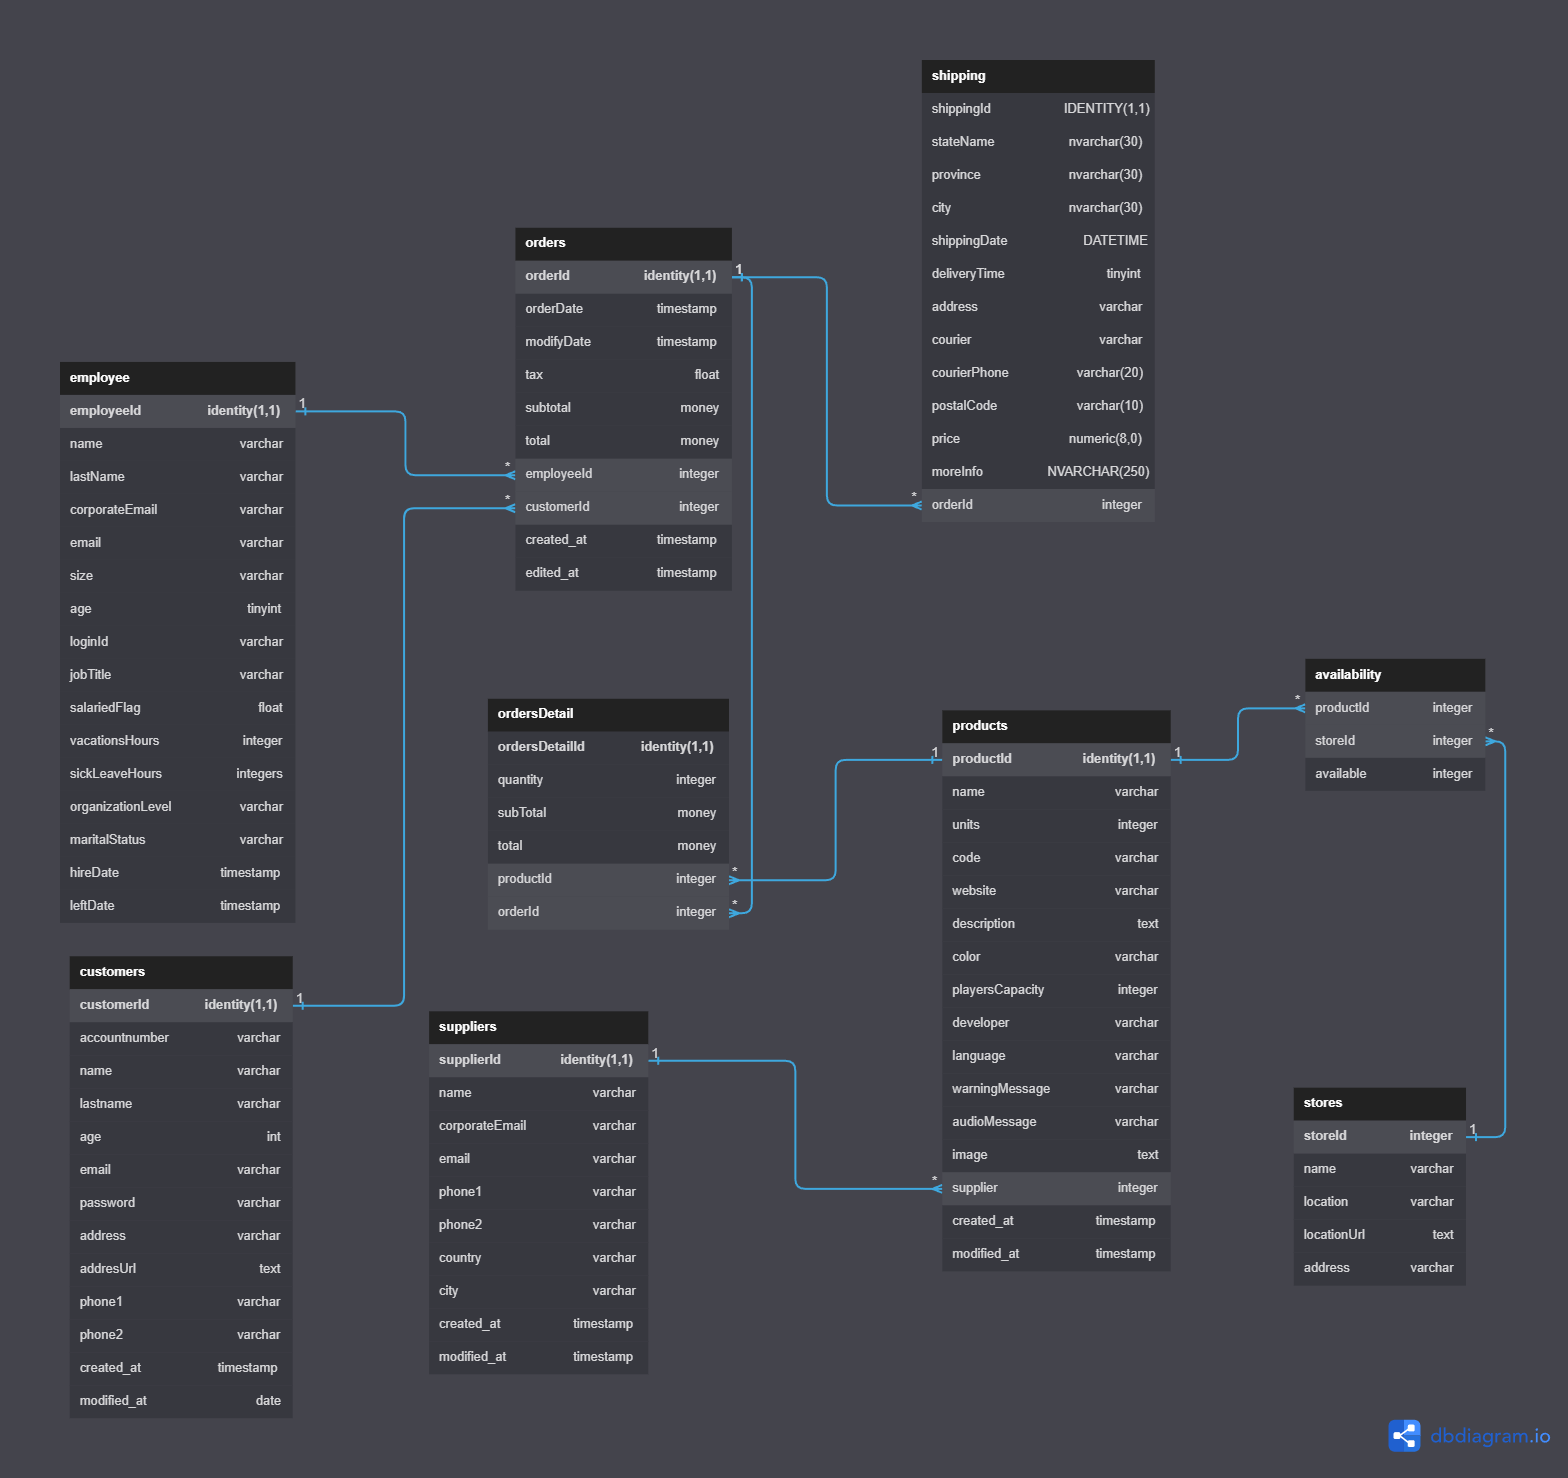 shipping
shippingId IDENTITY(1,1)
stateName nvarchar(30)
province nvarchar(30)
city nvarchar(30)
shippingDate DATETIME
deliveryTime tinyint
address varchar
courier varchar
courierPhone varchar(20)
postalCode varchar(10)
price numeric(8,0)
moreInfo NVARCHAR(250)
* orderId integer
orders
orderId identity(1,1) 1
orderDate timestamp
modifyDate timestamp
tax float
subtotal money
total money
* employeeId integer
* customerId integer
created_at timestamp
edited_at timestamp
employee
employeeId identity(1,1) 1
name varchar
lastName varchar
corporateEmail varchar
email varchar
size varchar
age tinyint
loginId varchar
jobTitle varchar
salariedFlag float
vacationsHours integer
sickLeaveHours integers
organizationLevel varchar
maritalStatus varchar
hireDate timestamp
leftDate timestamp
ordersDetail
ordersDetailId identity(1,1)
quantity integer
subTotal money
total money
productId integer *
orderId integer *
products
1 productId identity(1,1) 1
name varchar
units integer
code varchar
website varchar
description text
color varchar
playersCapacity integer
developer varchar
language varchar
warningMessage varchar
audioMessage varchar
image text
* supplier integer
created_at timestamp
modified_at timestamp
availability
* productId integer
storeId integer *
available integer
customers
customerId identity(1,1) 1
accountnumber varchar
name varchar
lastname varchar
age int
email varchar
password varchar
address varchar
addresUrl text
phone1 varchar
phone2 varchar
created_at timestamp
modified_at date
suppliers
supplierId identity(1,1) 1
name varchar
corporateEmail varchar
email varchar
phone1 varchar
phone2 varchar
country varchar
city varchar
created_at timestamp
modified_at timestamp
stores
storeId integer 1
name varchar
location varchar
locationUrl text
address varchar
dbdiagram.io